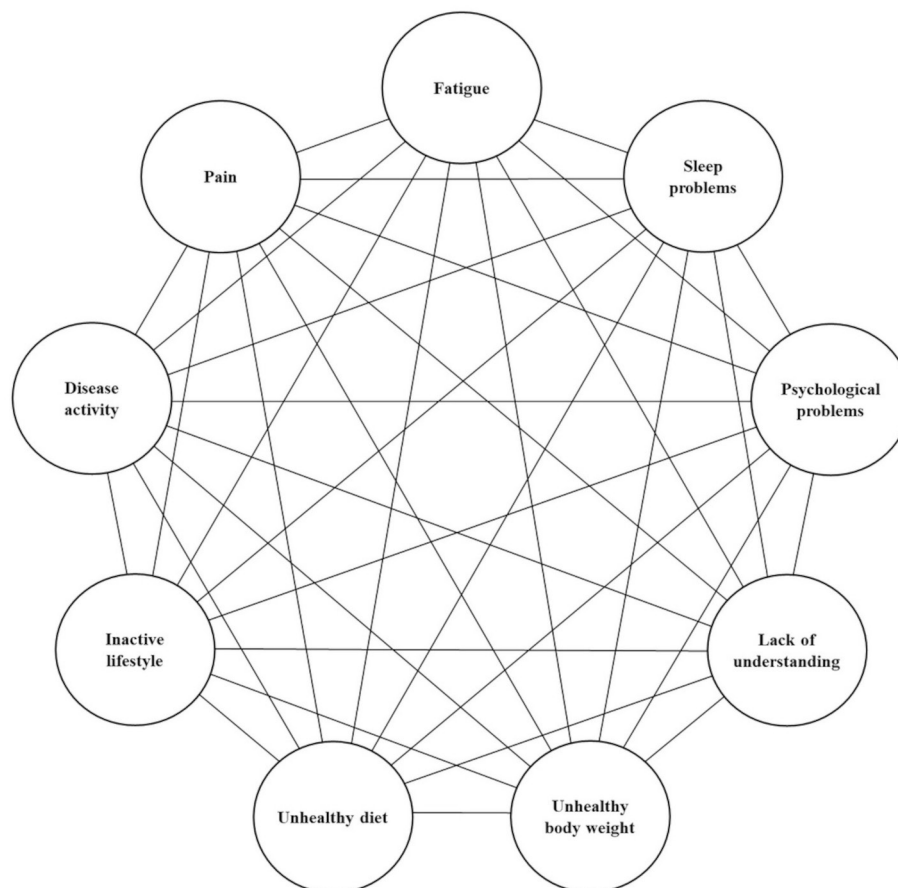 Fatigue
Pain
Sleep
problems
Disease
activity
Psychological
problems
Inactive
lifestyle
Lack of
understanding
Unhealthy diet
Unhealthy
body weight